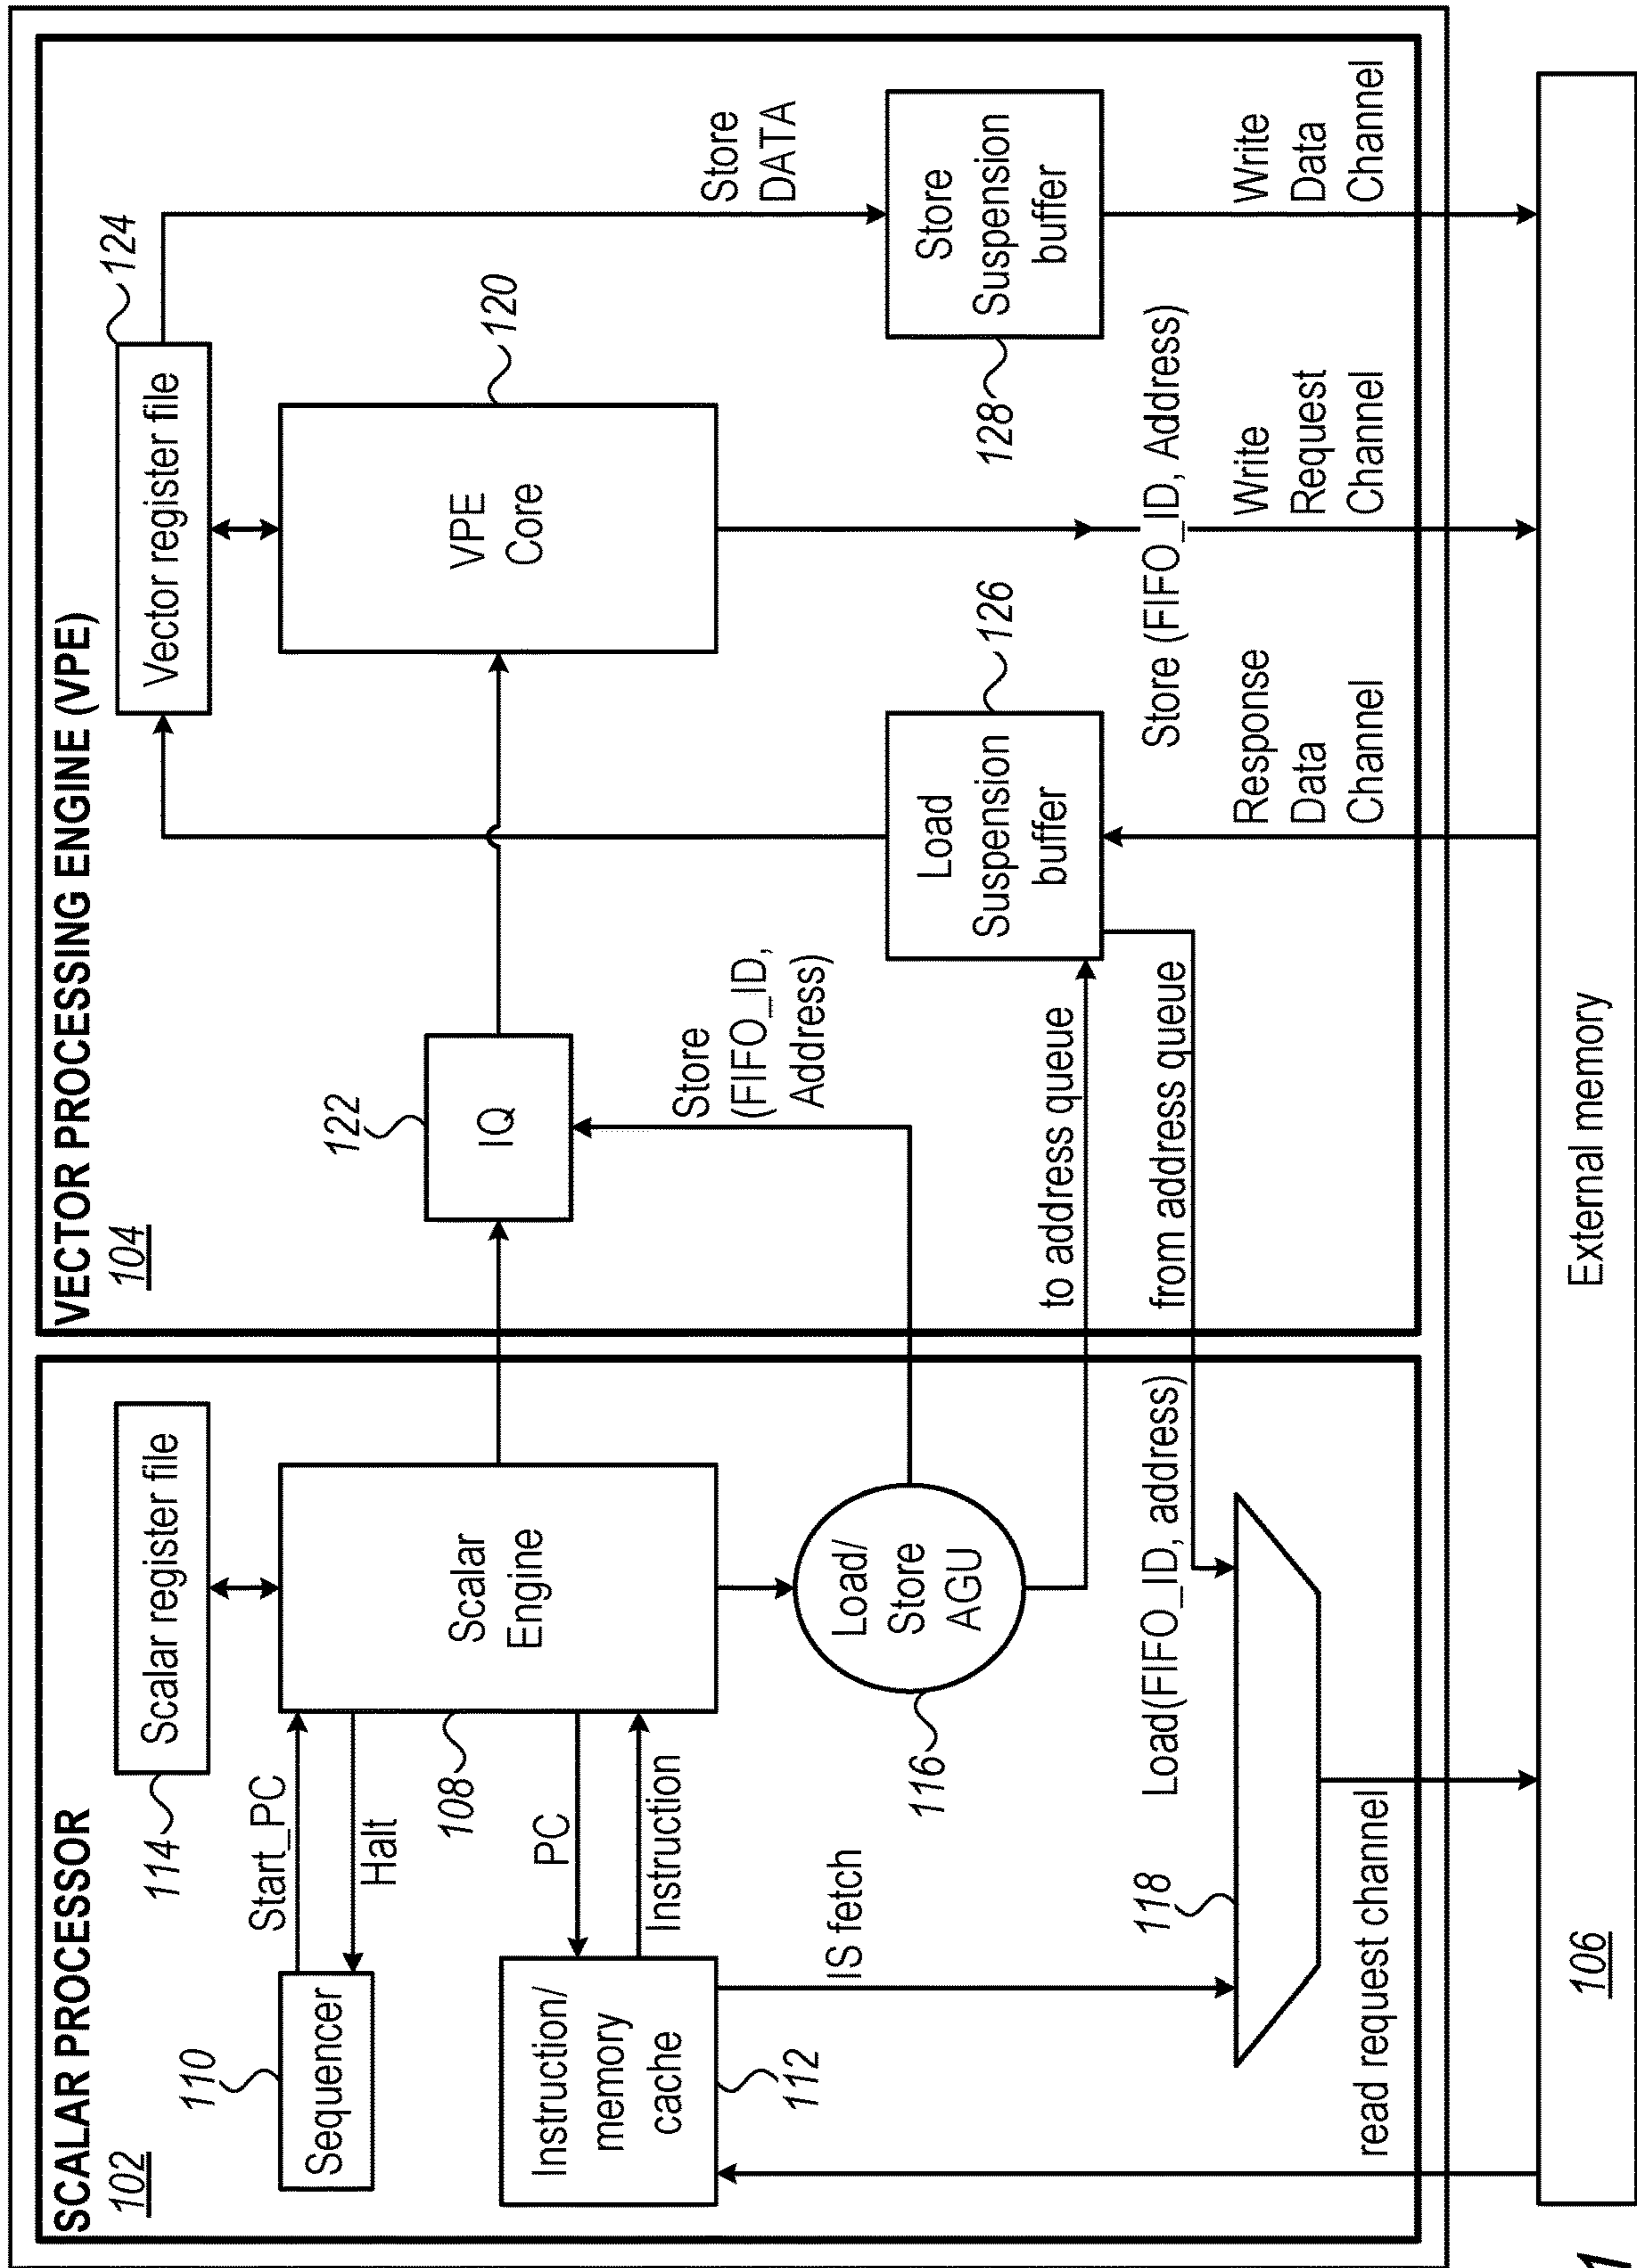 SCALAR PROCESSOR
102
114
Scalar register file
110
Sequencer
Start_PC
Halt
108
Scalar
Engine
PC
Instruction
Instruction/
memory
cache
112
IS fetch
116
Load/
Store
AGU
118
Load(FIFO_ID, address)
read request channel
VECTOR PROCESSING ENGINE (VPE)
104
Vector register file
124
122
IQ
VPE
Core
120
Store
(FIFO_ID,
Address)
Store
DATA
to address queue
from address queue
Load
Suspension
buffer
126
Store
Suspension
buffer
128
Store (FIFO_ID, Address)
Response
Data
Channel
Write
Request
Channel
Write
Data
Channel
106
External memory
1